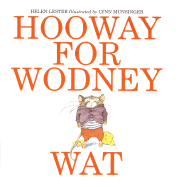 HELEN LESTER Illustrated by LYNN MUNSINGER
HOOWAY
FOR
WODNEY
WAT